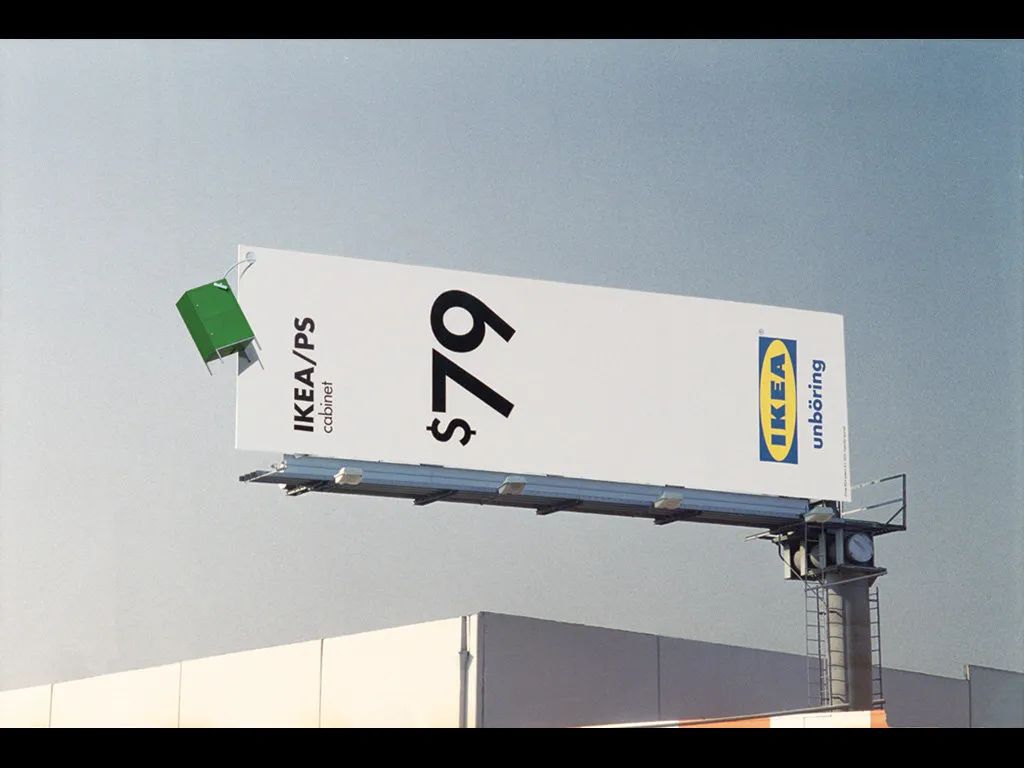 IKEA/PS
cabinet
$79
IKEA®
unböring